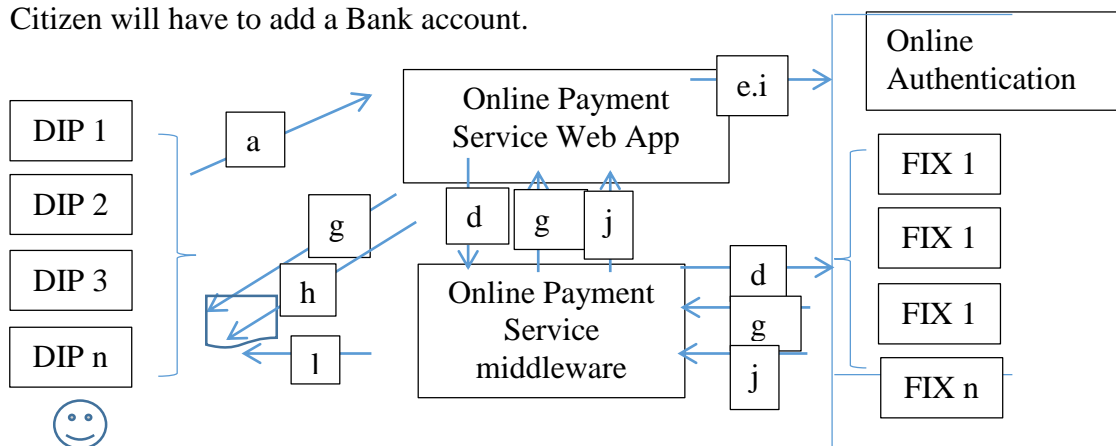 Citizen will have to add a Bank account.
Online
Authentication
e.i
Online Payment
Service Web App
DIP 1
a
FIX 1
DIP 2
g
d
g
j
FIX 1
DIP 3
h
Online Payment
Service
middleware
d
g
j
FIX 1
DIP n
l
FIX n